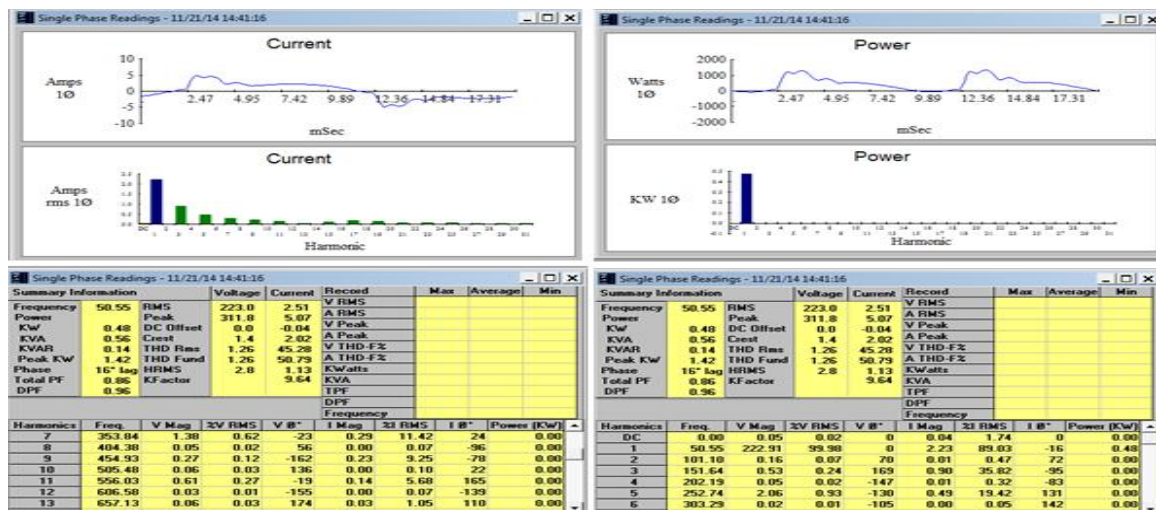 Single Phase Readings - 11/21/14 14:41:16
Current
10
5
0
-5
-10
Amps
1Ø
2.47 4.95 7.42 9.89 12.36 14.84 17.31
mSec
Current
Amps
rms 1Ø
Harmonic
Single Phase Readings - 11/21/14 14:41:16
Power
2000
1000
0
-1000
-2000
Watts
1Ø
2.47 4.95 7.42 9.89 12.36 14.84 17.31
mSec
Power
KW 1Ø
Harmonic
Single Phase Readings - 11/21/14 14:41:16
Summary Information Voltage Current Record Max Average Min
Frequency 50.55 RMS 223.0 2.51 V RMS
Power Peak 311.8 5.07 A RMS
KW 0.48 DC Offset 0.0 -0.04 V Peak
KVA 0.56 Crest 1.4 2.02 A Peak
KVAR 0.14 THD Rms 1.26 45.28 V THD-F%
Peak KW 1.42 THD Fund 1.26 50.79 A THD-F%
Phase 16° lag HRMS 2.8 1.13 KWatts
Total PF 0.86 KFactor 9.64 KVA
DPF 0.96 TPF
DPF
Frequency
Harmonics Freq. V Mag %V RMS V Ø° I Mag %I RMS I Ø° Power (KW)
7 353.84 1.38 0.62 -23 0.29 11.42 24 0.00
8 404.38 0.05 0.02 56 0.00 0.07 -96 0.00
9 454.93 0.27 0.12 -162 0.23 9.25 -78 0.00
10 505.48 0.06 0.03 136 0.00 0.10 22 0.00
11 556.03 0.61 0.27 -19 0.14 5.68 165 0.00
12 606.58 0.03 0.01 -155 0.00 0.07 -139 0.00
13 657.13 0.06 0.03 174 0.03 1.05 110 0.00
Single Phase Readings - 11/21/14 14:41:16
Summary Information Voltage Current Record Max Average Min
Frequency 50.55 RMS 223.0 2.51 V RMS
Power Peak 311.8 5.07 A RMS
KW 0.48 DC Offset 0.0 -0.04 V Peak
KVA 0.56 Crest 1.4 2.02 A Peak
KVAR 0.14 THD Rms 1.26 45.28 V THD-F%
Peak KW 1.42 THD Fund 1.26 50.79 A THD-F%
Phase 16° lag HRMS 2.8 1.13 KWatts
Total PF 0.86 KFactor 9.64 KVA
DPF 0.96 TPF
DPF
Frequency
Harmonics Freq. V Mag %V RMS V Ø° I Mag %I RMS I Ø° Power (KW)
DC 0.00 0.05 0.02 0 0.04 1.74 0 0.00
1 50.55 222.91 99.98 0 2.23 89.03 -16 0.48
2 101.10 0.16 0.07 70 0.01 0.47 72 0.00
3 151.64 0.53 0.24 169 0.90 35.82 -95 0.00
4 202.19 0.05 0.02 -147 0.01 0.32 -83 0.00
5 252.74 2.06 0.93 -130 0.49 19.42 131 0.00
6 303.29 0.02 0.01 -105 0.00 0.05 142 0.00